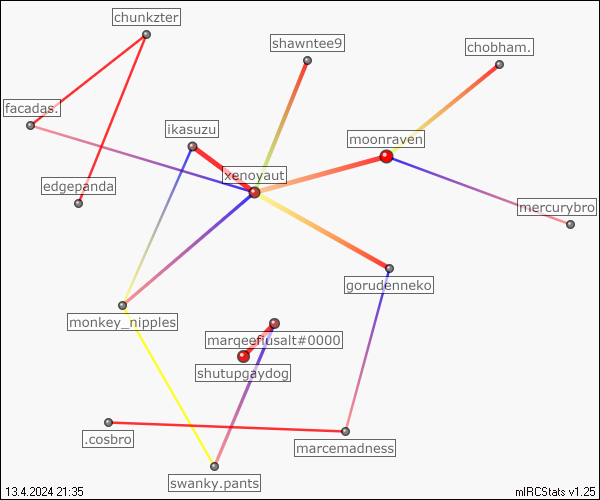 chunkzter
shawntee9
chobham.
facadas.
ikasuzu
moonraven
xenoyaut
edgepanda
mercurybro
gorudenneko
monkey_nipples
marqeefiusalt#0000
shutupgaydog
.cosbro
marcemadness
swanky.pants
13.4.2024 21:35
mIRCStats v1.25